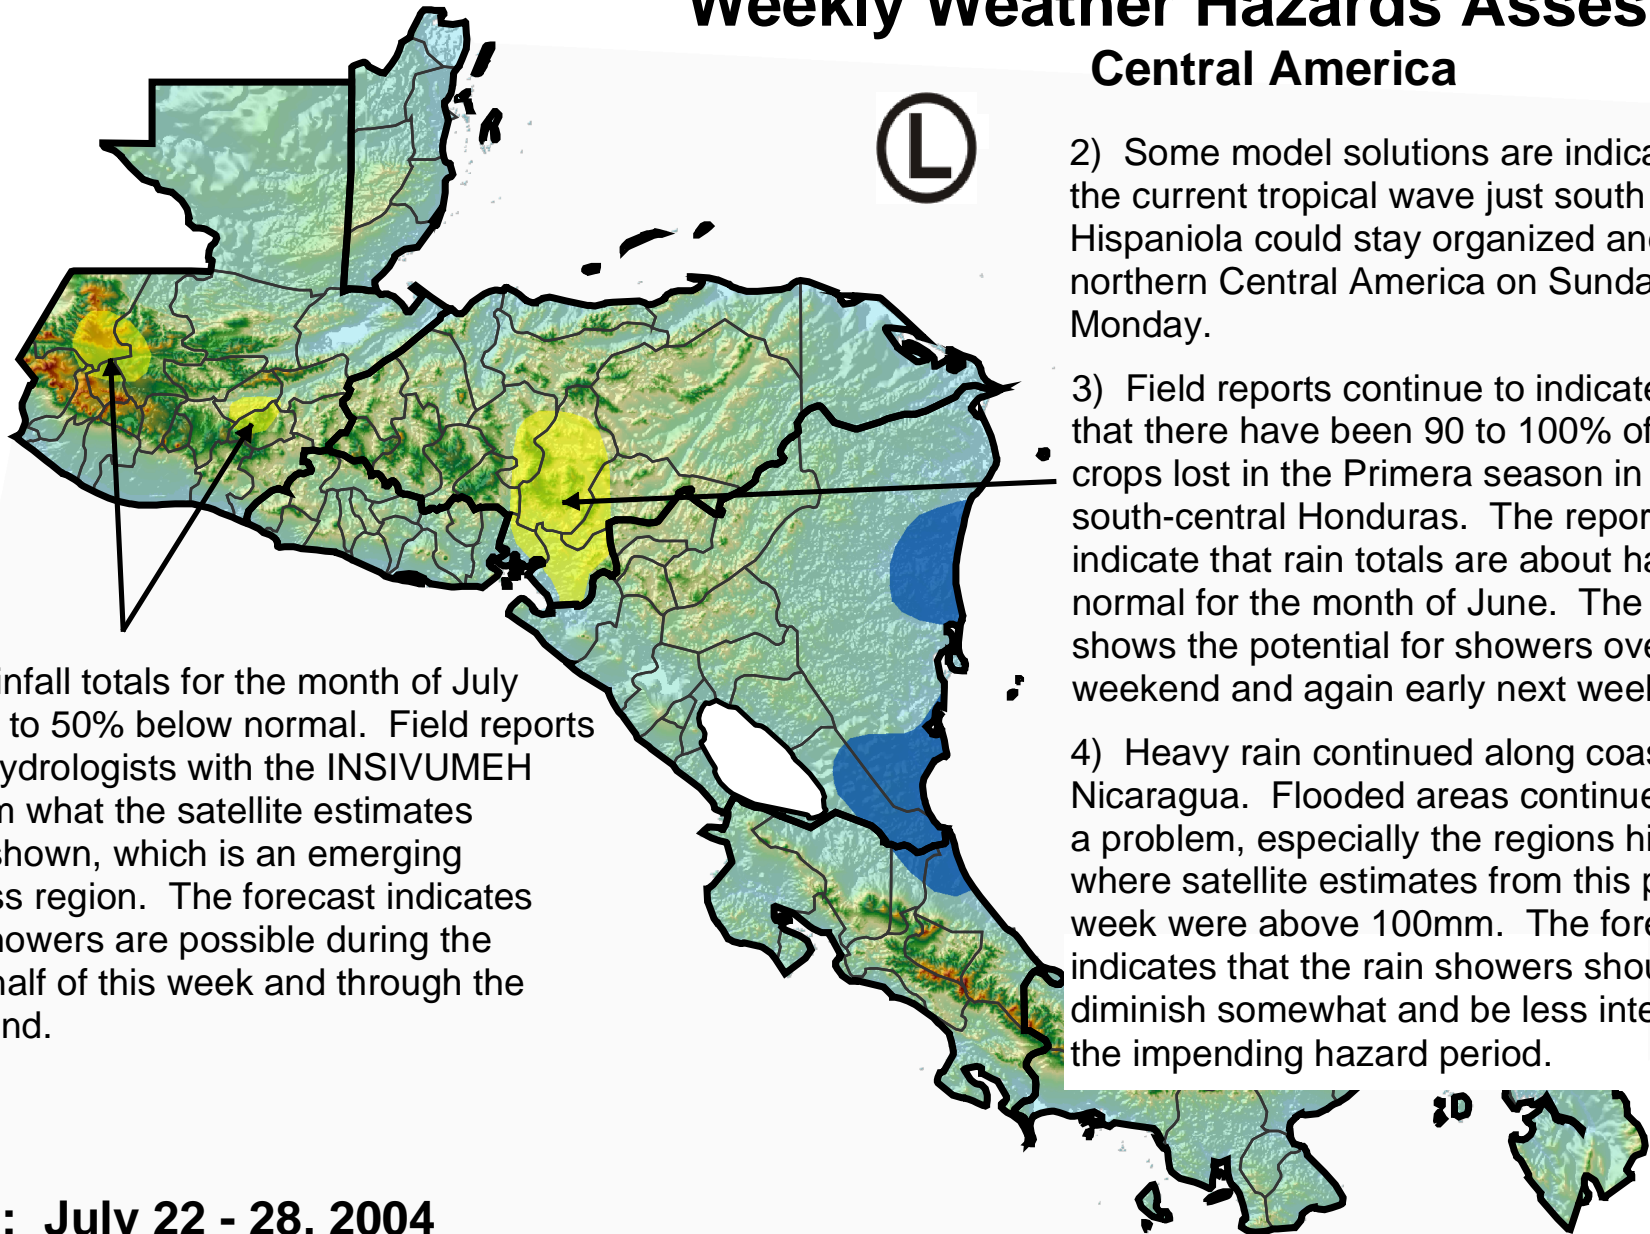 Weekly Weather Hazards Asses
Central America
L
2) Some model solutions are indica
the current tropical wave just south
Hispaniola could stay organized and
northern Central America on Sunda
Monday.
3) Field reports continue to indicate
that there have been 90 to 100% of
crops lost in the Primera season in
south-central Honduras. The repor
indicate that rain totals are about ha
normal for the month of June. The
shows the potential for showers ove
weekend and again early next week
4) Heavy rain continued along coas
Nicaragua. Flooded areas continue
a problem, especially the regions hi
where satellite estimates from this p
week were above 100mm. The fore
indicates that the rain showers shou
diminish somewhat and be less inte
the impending hazard period.
infall totals for the month of July
to 50% below normal. Field reports
ydrologists with the INSIVUMEH
m what the satellite estimates
shown, which is an emerging
ss region. The forecast indicates
howers are possible during the
half of this week and through the
nd.
: July 22 - 28, 2004